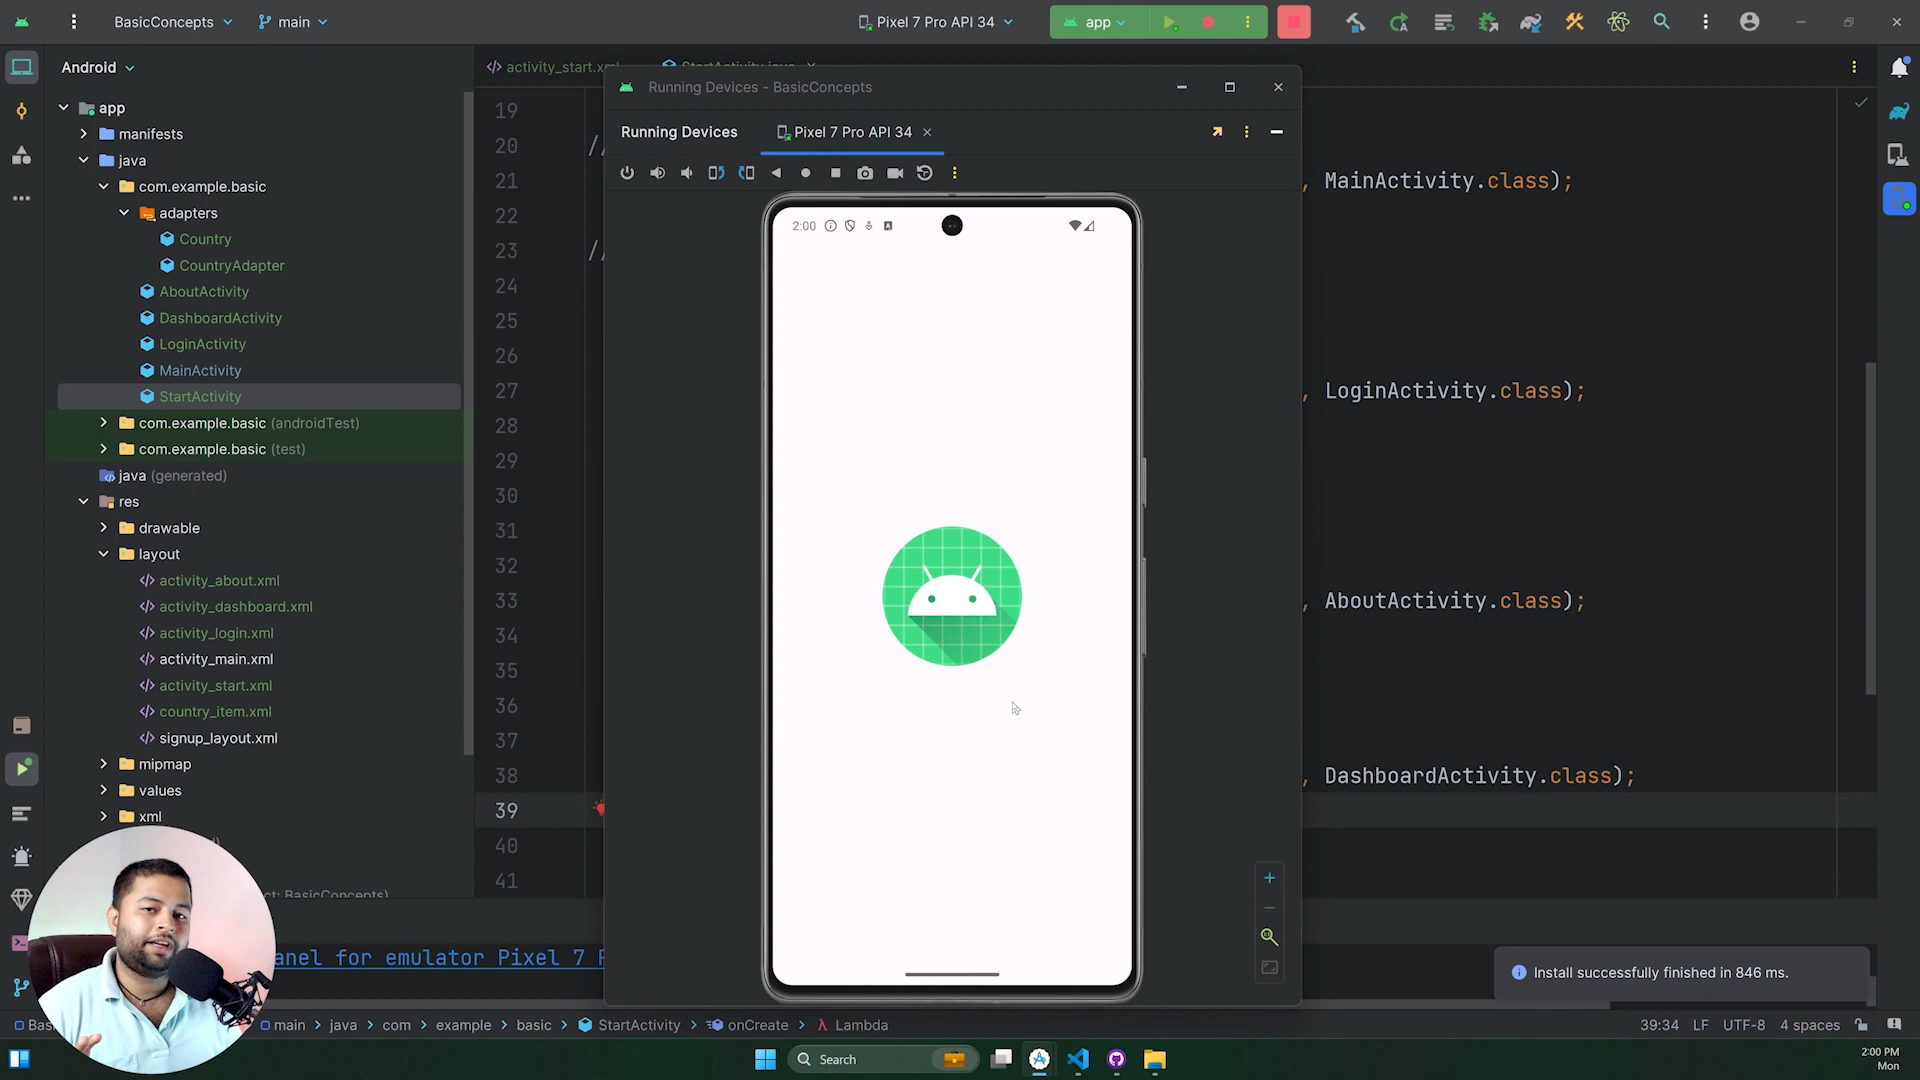 BasicConcepts
main
Pixel 7 Pro API 34
app
Android
app
manifests
java
com.example.basic
adapters
Country
CountryAdapter
AboutActivity
DashboardActivity
LoginActivity
MainActivity
StartActivity
com.example.basic (androidTest)
com.example.basic (test)
java (generated)
res
drawable
layout
activity_about.xml
activity_dashboard.xml
activity_login.xml
activity_main.xml
activity_start.xml
country_item.xml
signup_layout.xml
mipmap
values
xml
activity_start.xml
StartActivity.java
19
20 // , MainActivity.class);
21
22
23 //
24
25
26
27 , LoginActivity.class);
28
29
30
31
32
33 , AboutActivity.class);
34
35
36
37
38 , DashboardActivity.class);
39
40
41
Running Devices - BasicConcepts
Running Devices
Pixel 7 Pro API 34
2:00
ct: BasicConcepts)
anel for emulator Pixel 7 P
Install successfully finished in 846 ms.
Bas
main > java > com > example > basic > StartActivity > onCreate > λ Lambda
39:34 LF UTF-8 4 spaces
Search
2:00 PM
Mon